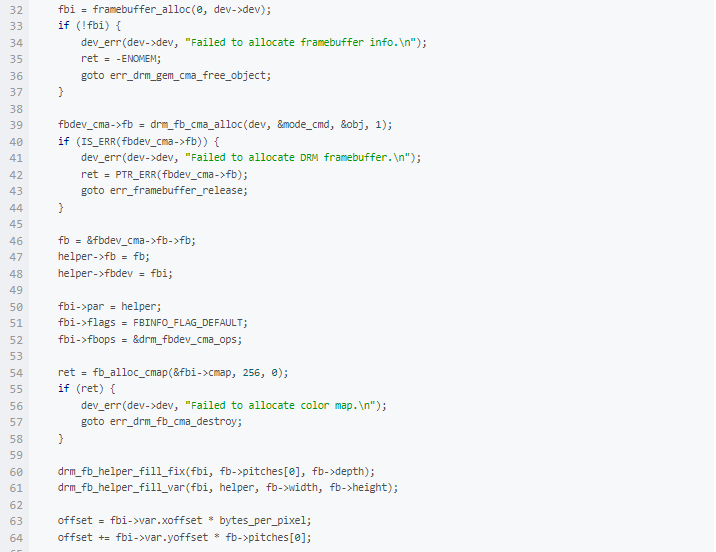 32 fbi = framebuffer_alloc(0, dev->dev);
33 if (!fbi) {
34 dev_err(dev->dev, "Failed to allocate framebuffer info.\n");
35 ret = -ENOMEM;
36 goto err_drm_gem_cma_free_object;
37 }
38
39 fbdev_cma->fb = drm_fb_cma_alloc(dev, &mode_cmd, &obj, 1);
40 if (IS_ERR(fbdev_cma->fb)) {
41 dev_err(dev->dev, "Failed to allocate DRM framebuffer.\n");
42 ret = PTR_ERR(fbdev_cma->fb);
43 goto err_framebuffer_release;
44 }
45
46 fb = &fbdev_cma->fb->fb;
47 helper->fb = fb;
48 helper->fbdev = fbi;
49
50 fbi->par = helper;
51 fbi->flags = FBINFO_FLAG_DEFAULT;
52 fbi->fbops = &drm_fbdev_cma_ops;
53
54 ret = fb_alloc_cmap(&fbi->cmap, 256, 0);
55 if (ret) {
56 dev_err(dev->dev, "Failed to allocate color map.\n");
57 goto err_drm_fb_cma_destroy;
58 }
59
60 drm_fb_helper_fill_fix(fbi, fb->pitches[0], fb->depth);
61 drm_fb_helper_fill_var(fbi, helper, fb->width, fb->height);
62
63 offset = fbi->var.xoffset * bytes_per_pixel;
64 offset += fbi->var.yoffset * fb->pitches[0];